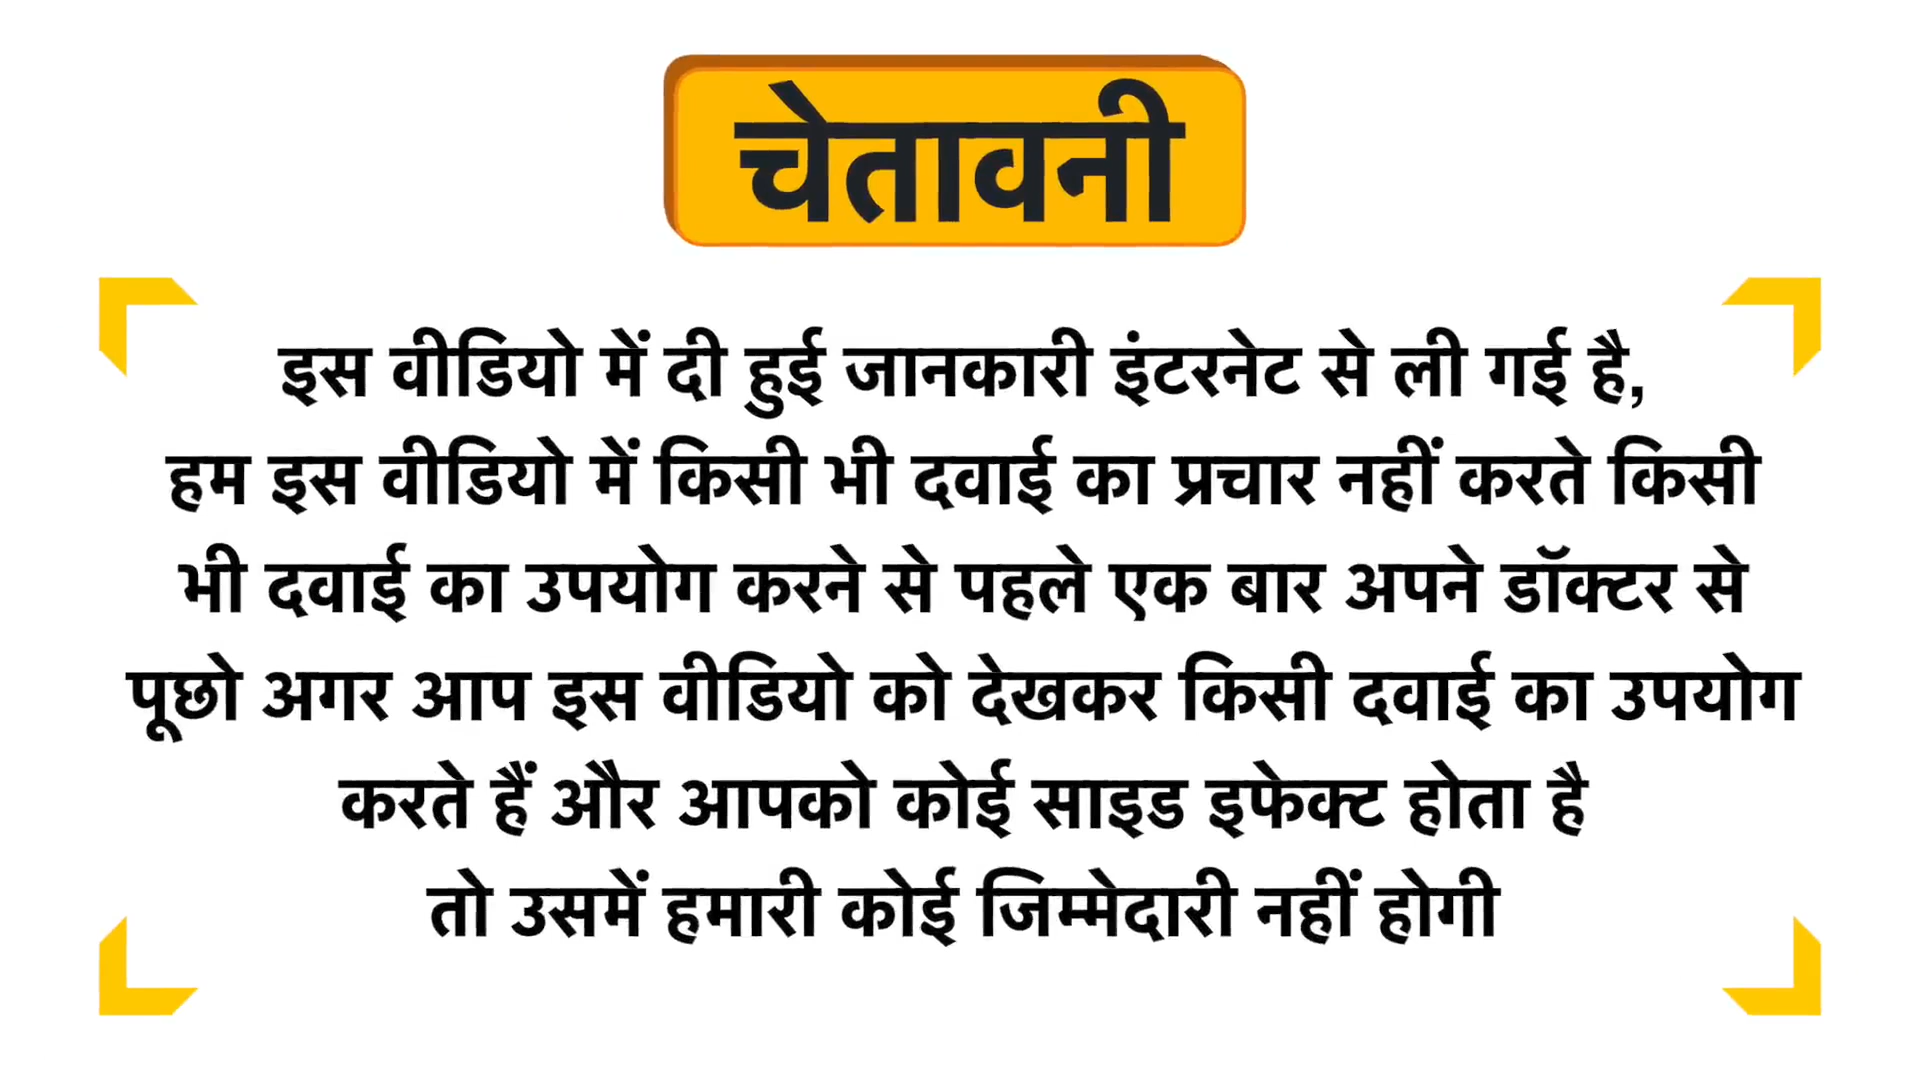 चेतावनी
इस वीडियो में दी हुई जानकारी इंटरनेट से ली गई है,
हम इस वीडियो में किसी भी दवाई का प्रचार नहीं करते किसी
भी दवाई का उपयोग करने से पहले एक बार अपने डॉक्टर से
पूछो अगर आप इस वीडियो को देखकर किसी दवाई का उपयोग
करते हैं और आपको कोई साइड इफेक्ट होता है
तो उसमें हमारी कोई जिम्मेदारी नहीं होगी